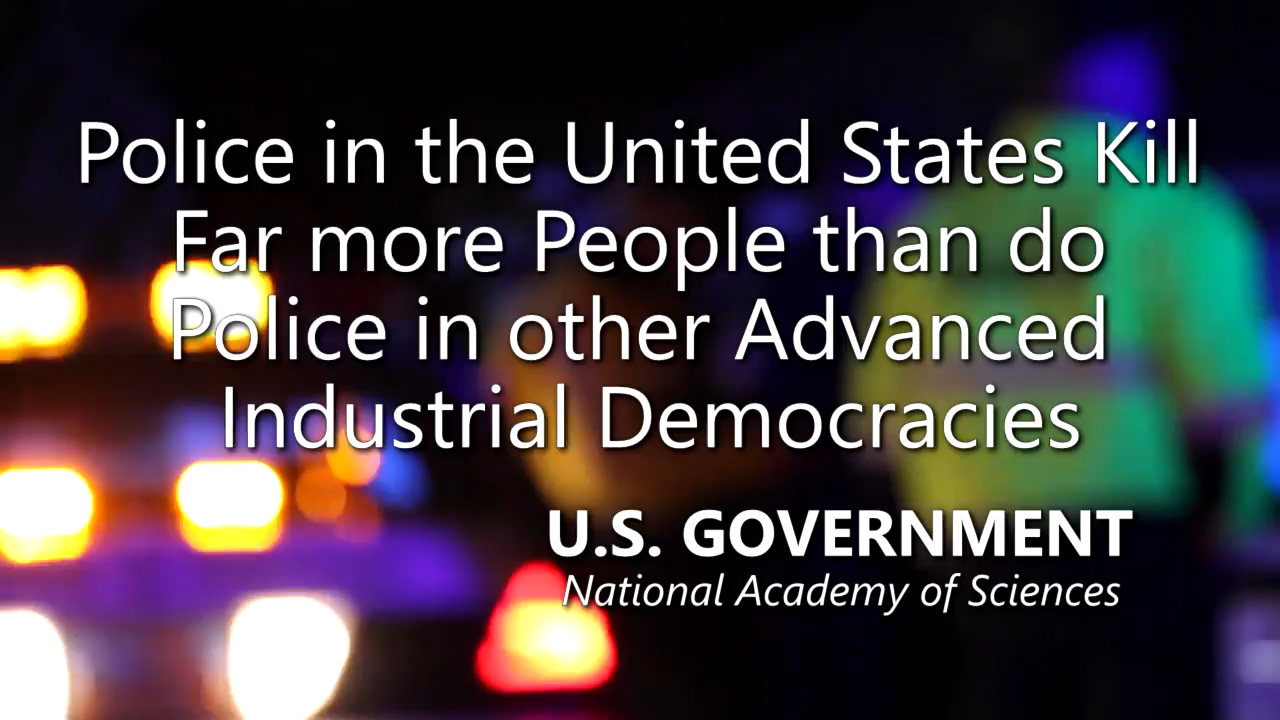 Police in the United States Kill
Far more People than do
Police in other Advanced
Industrial Democracies
U.S. GOVERNMENT
National Academy of Sciences